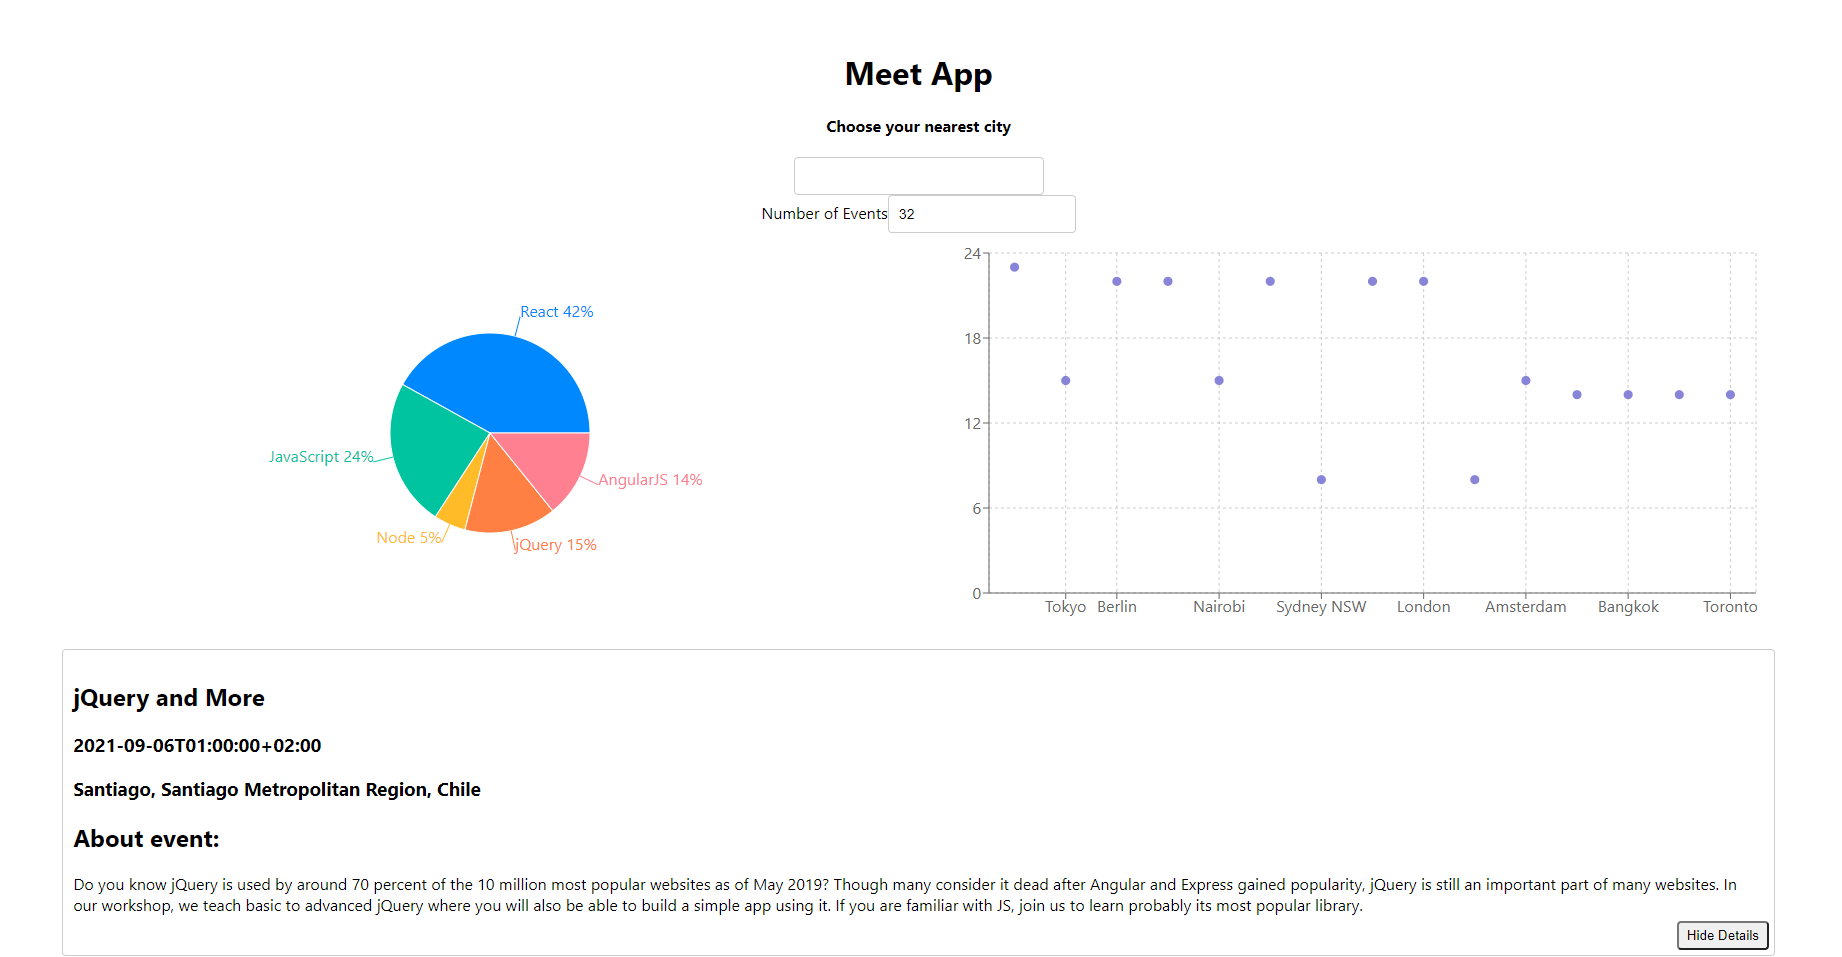 Meet App
Choose your nearest city
Number of Events 32
React 42%
JavaScript 24%
AngularJS 14%
Node 5%
jQuery 15%
24
18
12
6
0
Tokyo Berlin Nairobi Sydney NSW London Amsterdam Bangkok Toronto
jQuery and More
2021-09-06T01:00:00+02:00
Santiago, Santiago Metropolitan Region, Chile
About event:
Do you know jQuery is used by around 70 percent of the 10 million most popular websites as of May 2019? Though many consider it dead after Angular and Express gained popularity, jQuery is still an important part of many websites. In
our workshop, we teach basic to advanced jQuery where you will also be able to build a simple app using it. If you are familiar with JS, join us to learn probably its most popular library.
Hide Details